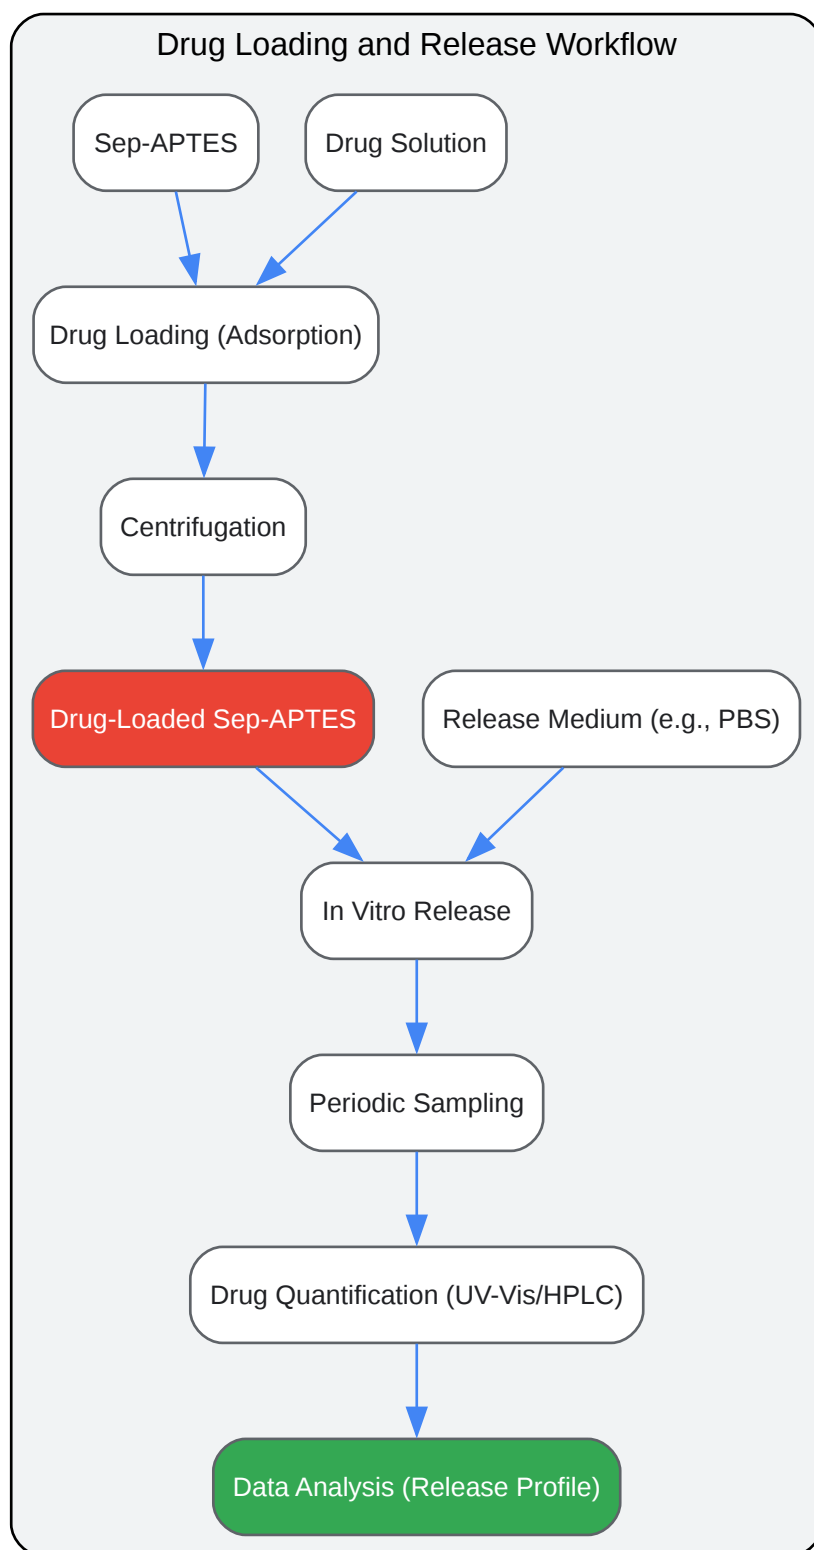 Drug Loading and Release Workflow
Sep-APTES
Drug Solution
Drug Loading (Adsorption)
Centrifugation
Drug-Loaded Sep-APTES
Release Medium (e.g., PBS)
In Vitro Release
Periodic Sampling
Drug Quantification (UV-Vis/HPLC)
Data Analysis (Release Profile)